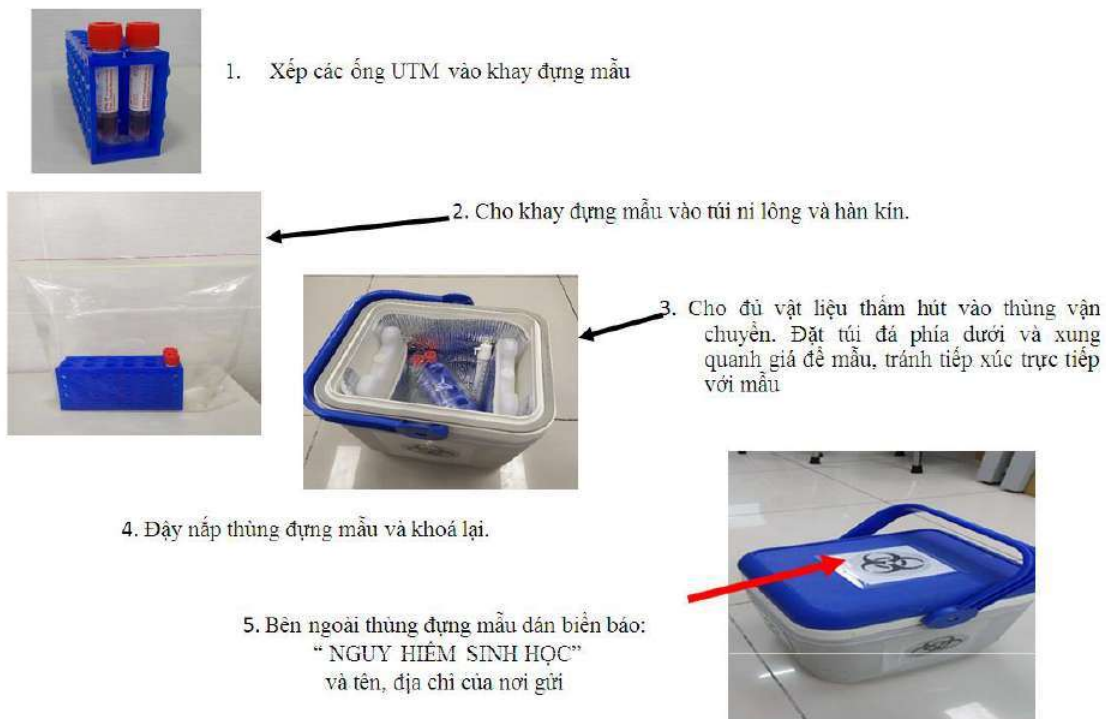 1. Xếp các ống UTM vào khay đựng mẫu
2. Cho khay đựng mẫu vào túi ni lông và hàn kín.
3. Cho đủ vật liệu thấm hút vào thùng vận
chuyển. Đặt túi đá phía dưới và xung
quanh giá để mẫu, tránh tiếp xúc trực tiếp
với mẫu
4. Đậy nắp thùng đựng mẫu và khoá lại.
5. Bên ngoài thùng đựng mẫu dán biển báo:
“ NGUY HIỂM SINH HỌC”
và tên, địa chỉ của nơi gửi